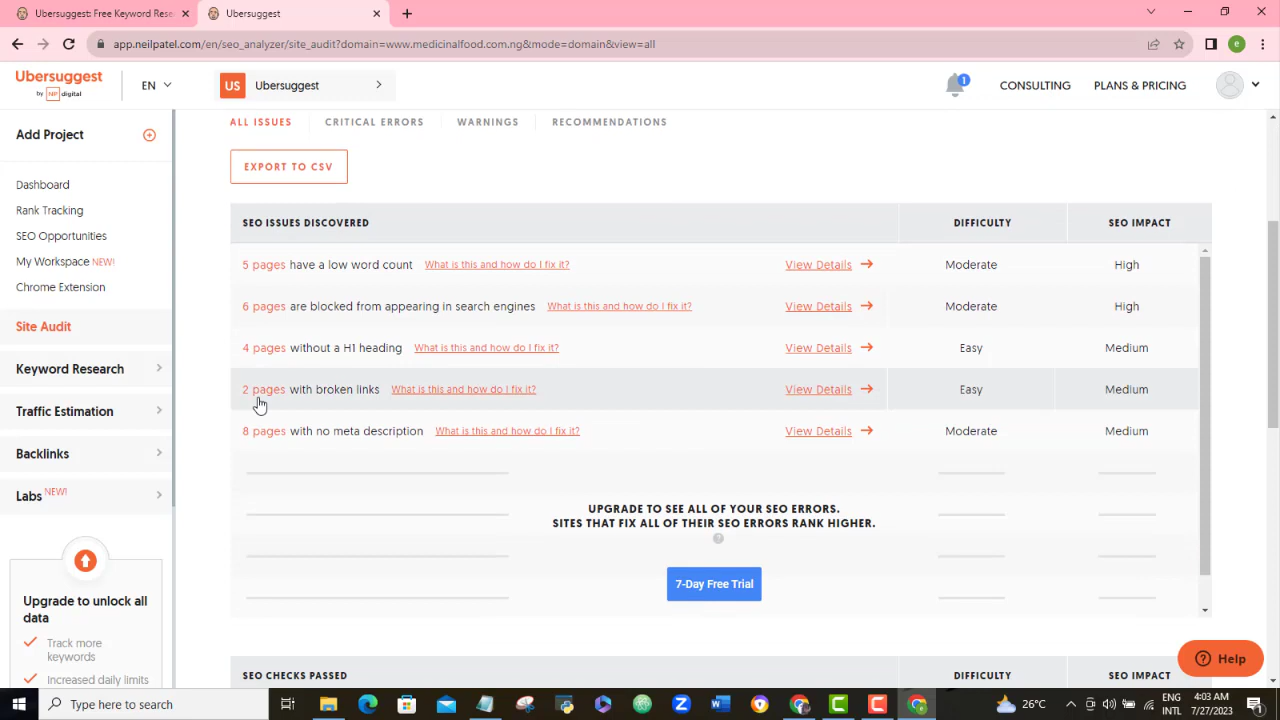 Ubersuggest: Free Keyword Rese
Ubersuggest
app.neilpatel.com/en/seo_analyzer/site_audit?domain=www.medicinalfood.com.ng&mode=domain&view=all
e
Ubersuggest
by NP digital
EN
US Ubersuggest
1
CONSULTING
PLANS & PRICING
Add Project
Dashboard
Rank Tracking
SEO Opportunities
My Workspace NEW!
Chrome Extension
Site Audit
Keyword Research
Traffic Estimation
Backlinks
Labs NEW!
Upgrade to unlock all
data
Track more
keywords
Increased daily limits
ALL ISSUES
CRITICAL ERRORS
WARNINGS
RECOMMENDATIONS
EXPORT TO CSV
SEO ISSUES DISCOVERED DIFFICULTY SEO IMPACT
5 pages have a low word count What is this and how do I fix it? View Details Moderate High
6 pages are blocked from appearing in search engines What is this and how do I fix it? View Details Moderate High
4 pages without a H1 heading What is this and how do I fix it? View Details Easy Medium
2 pages with broken links What is this and how do I fix it? View Details Easy Medium
8 pages with no meta description What is this and how do I fix it? View Details Moderate Medium
UPGRADE TO SEE ALL OF YOUR SEO ERRORS.
SITES THAT FIX ALL OF THEIR SEO ERRORS RANK HIGHER.
?
7-Day Free Trial
SEO CHECKS PASSED DIFFICULTY SEO IMPACT
? Help
Type here to search
26°C
ENG
INTL
4:03 AM
7/27/2023